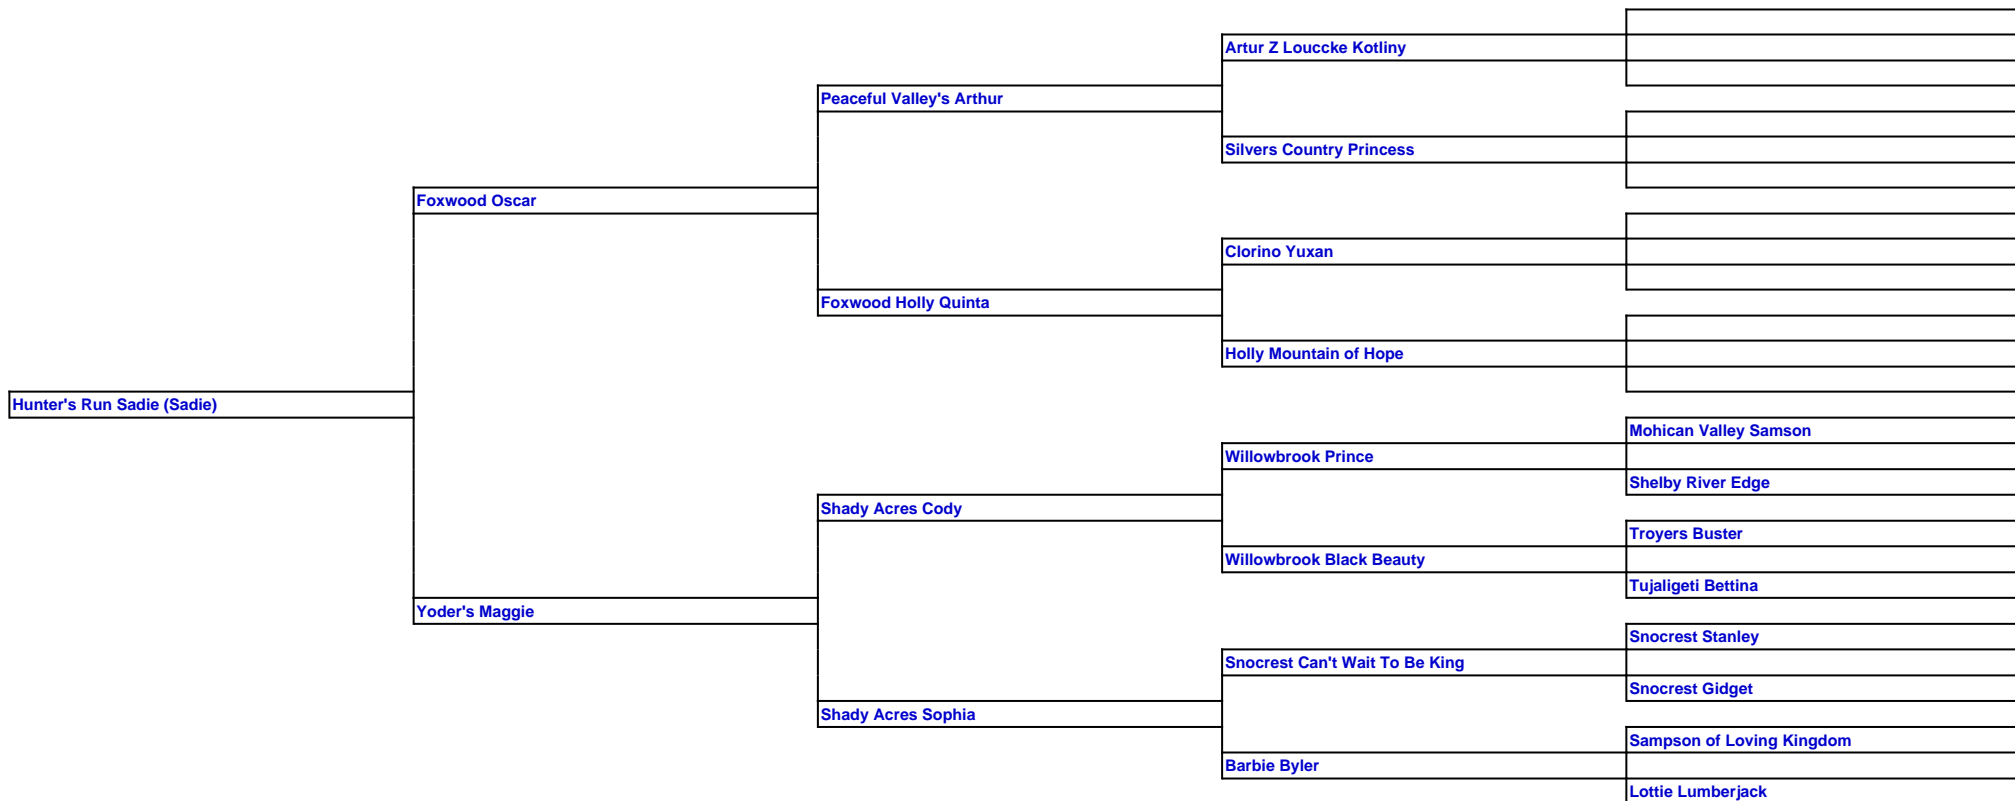 Artur Z Louccke Kotliny
Peaceful Valley's Arthur
Silvers Country Princess
Foxwood Oscar
Clorino Yuxan
Foxwood Holly Quinta
Holly Mountain of Hope
Hunter's Run Sadie (Sadie)
Mohican Valley Samson
Willowbrook Prince
Shelby River Edge
Shady Acres Cody
Troyers Buster
Willowbrook Black Beauty
Tujaligeti Bettina
Yoder's Maggie
Snocrest Stanley
Snocrest Can't Wait To Be King
Snocrest Gidget
Shady Acres Sophia
Sampson of Loving Kingdom
Barbie Byler
Lottie Lumberjack